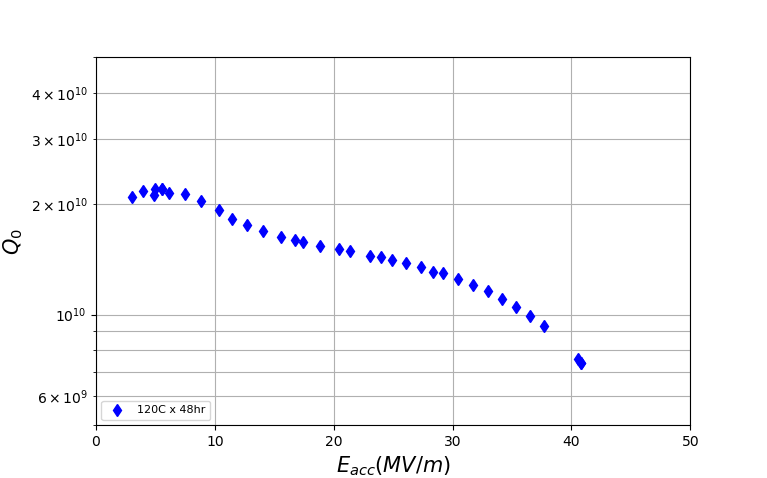 4 × 10¹⁰
3 × 10¹⁰
2 × 10¹⁰
10¹⁰
6 × 10⁹
Q₀
120C x 48hr
0 10 20 30 40 50
E_acc(MV/m)